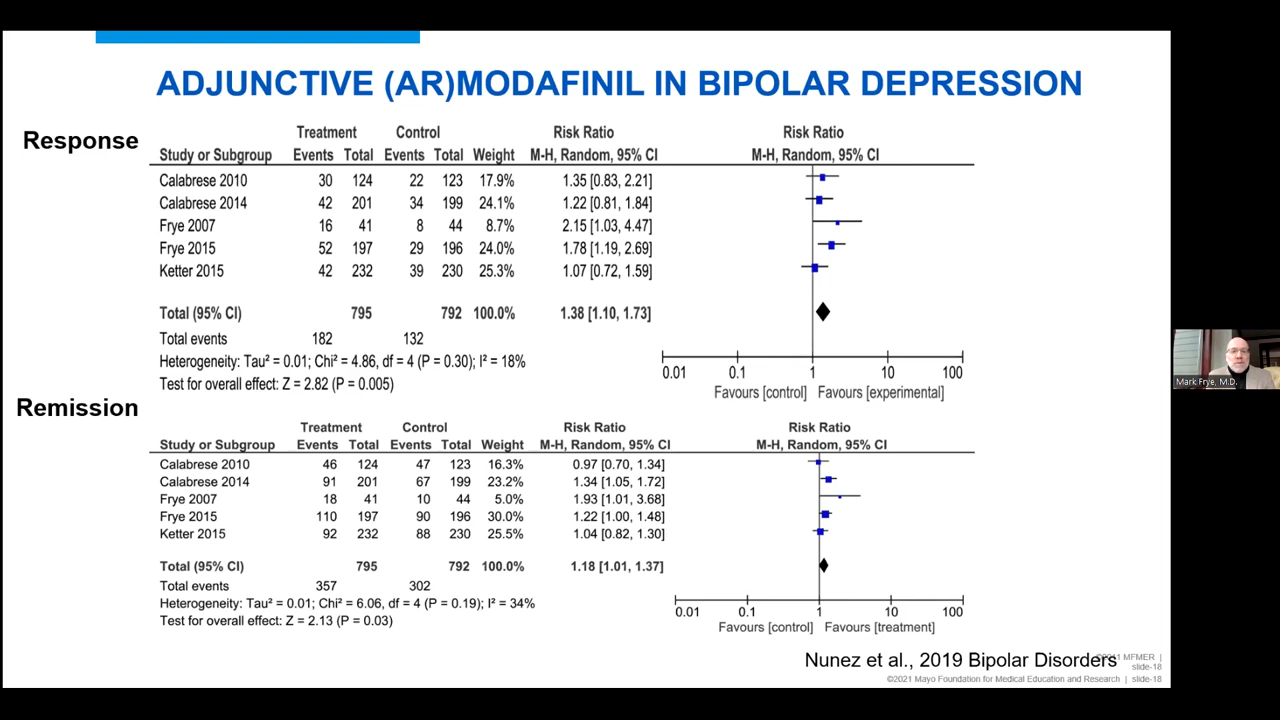 ADJUNCTIVE (AR)MODAFINIL IN BIPOLAR DEPRESSION
Response
Treatment Control Risk Ratio Risk Ratio
Study or Subgroup Events Total Events Total Weight M-H, Random, 95% CI M-H, Random, 95% CI
Calabrese 2010 30 124 22 123 17.9% 1.35 [0.83, 2.21]
Calabrese 2014 42 201 34 199 24.1% 1.22 [0.81, 1.84]
Frye 2007 16 41 8 44 8.7% 2.15 [1.03, 4.47]
Frye 2015 52 197 29 196 24.0% 1.78 [1.19, 2.69]
Ketter 2015 42 232 39 230 25.3% 1.07 [0.72, 1.59]
Total (95% CI) 795 792 100.0% 1.38 [1.10, 1.73]
Total events 182 132
Heterogeneity: Tau² = 0.01; Chi² = 4.86, df = 4 (P = 0.30); I² = 18%
Test for overall effect: Z = 2.82 (P = 0.005)
0.01 0.1 1 10 100
Favours [control] Favours [experimental]
Mark Frye, M.D.
Remission
Treatment Control Risk Ratio Risk Ratio
Study or Subgroup Events Total Events Total Weight M-H, Random, 95% CI M-H, Random, 95% CI
Calabrese 2010 46 124 47 123 16.3% 0.97 [0.70, 1.34]
Calabrese 2014 91 201 67 199 23.2% 1.34 [1.05, 1.72]
Frye 2007 18 41 10 44 5.0% 1.93 [1.01, 3.68]
Frye 2015 110 197 90 196 30.0% 1.22 [1.00, 1.48]
Ketter 2015 92 232 88 230 25.5% 1.04 [0.82, 1.30]
Total (95% CI) 795 792 100.0% 1.18 [1.01, 1.37]
Total events 357 302
Heterogeneity: Tau² = 0.01; Chi² = 6.06, df = 4 (P = 0.19); I² = 34%
Test for overall effect: Z = 2.13 (P = 0.03)
0.01 0.1 1 10 100
Favours [control] Favours [treatment]
Nunez et al., 2019 Bipolar Disorders
MFMER |
slide-18
©2021 Mayo Foundation for Medical Education and Research | slide-18